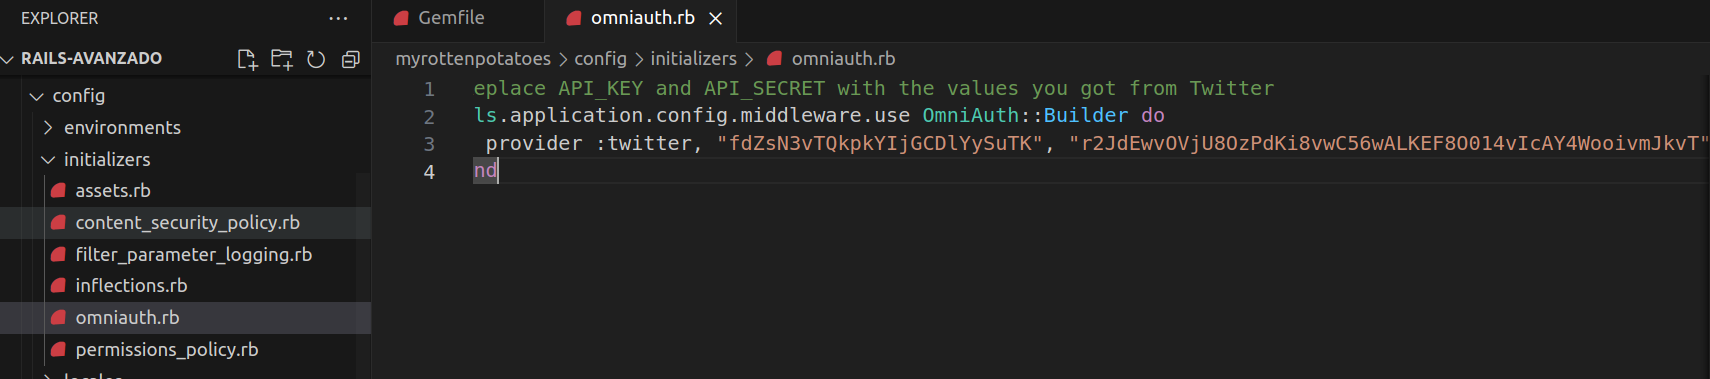 EXPLORER ...
RAILS-AVANZADO
config
environments
initializers
assets.rb
content_security_policy.rb
filter_parameter_logging.rb
inflections.rb
omniauth.rb
permissions_policy.rb
Gemfile omniauth.rb
myrottenpotatoes > config > initializers > omniauth.rb
1 eplace API_KEY and API_SECRET with the values you got from Twitter
2 ls.application.config.middleware.use OmniAuth::Builder do
3 provider :twitter, "fdZsN3vTQkpkYIjGCDlYySuTK", "r2JdEwvOVjU8OzPdKi8vwC56wALKEF8O014vIcAY4WooivmJkvT"
4 nd